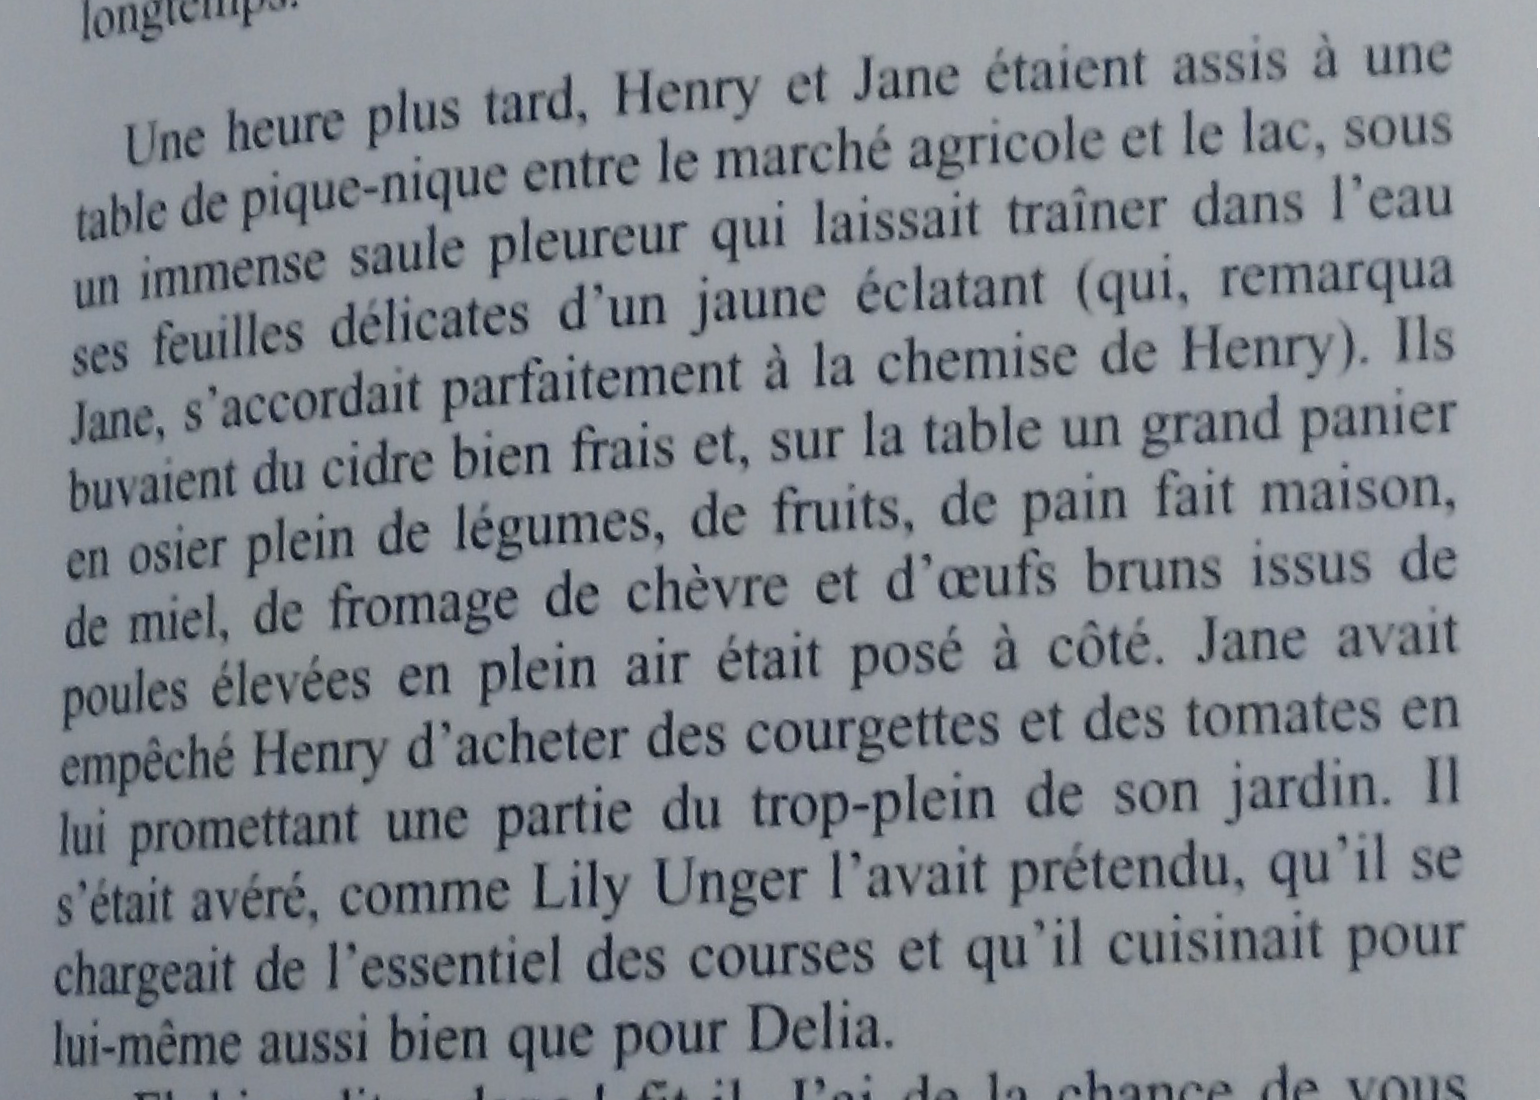 longtemps.
Une heure plus tard, Henry et Jane étaient assis à une
table de pique-nique entre le marché agricole et le lac, sous
un immense saule pleureur qui laissait traîner dans l'eau
ses feuilles délicates d'un jaune éclatant (qui, remarqua
Jane, s'accordait parfaitement à la chemise de Henry). Ils
buvaient du cidre bien frais et, sur la table un grand panier
en osier plein de légumes, de fruits, de pain fait maison,
de miel, de fromage de chèvre et d'œufs bruns issus de
poules élevées en plein air était posé à côté. Jane avait
empêché Henry d'acheter des courgettes et des tomates en
lui promettant une partie du trop-plein de son jardin. Il
s'était avéré, comme Lily Unger l'avait prétendu, qu'il se
chargeait de l'essentiel des courses et qu'il cuisinait pour
lui-même aussi bien que pour Delia.
fit-il. J'ai de la chance de vous